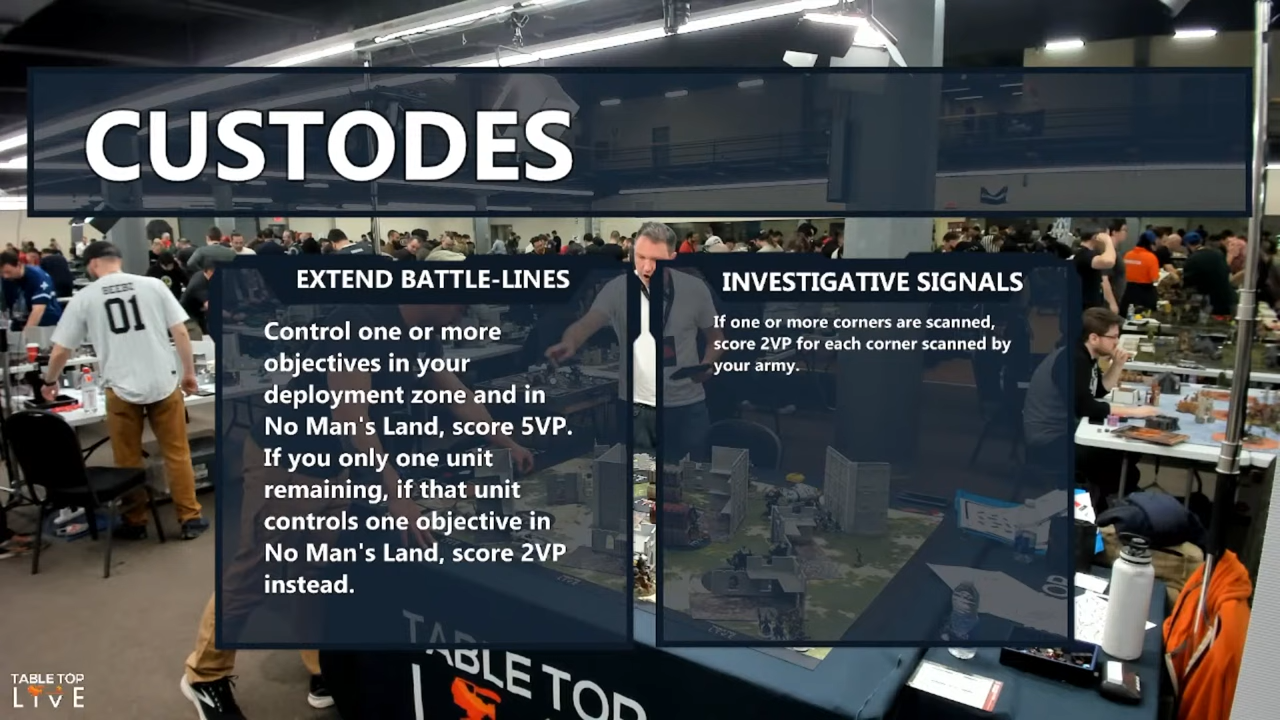 CUSTODES
EXTEND BATTLE-LINES
Control one or more
objectives in your
deployment zone and in
No Man's Land, score 5VP.
If you only one unit
remaining, if that unit
controls one objective in
No Man's Land, score 2VP
instead.
INVESTIGATIVE SIGNALS
If one or more corners are scanned,
score 2VP for each corner scanned by
your army.
BEEBE
01
TABLE TOP
TABLE TOP
LIVE